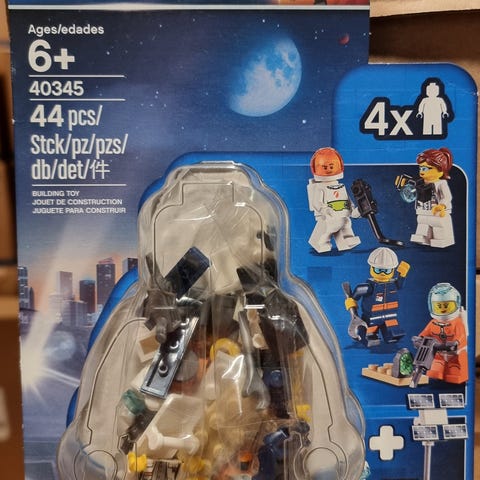 Ages/edades
6+
40345
44 pcs/
Stck/pz/pzs/
db/det/件
BUILDING TOY
JOUET DE CONSTRUCTION
JUGUETE PARA CONSTRUIR
4x